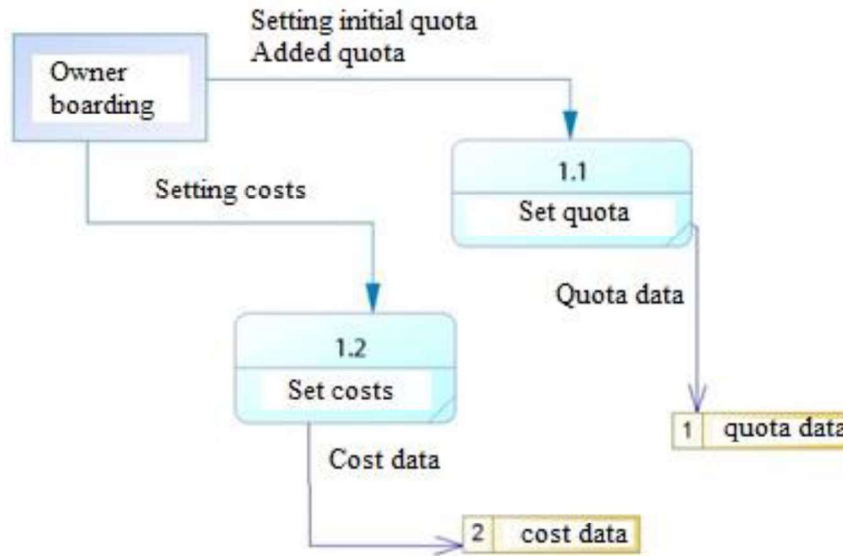 Setting initial quota
Added quota
Owner
boarding
1.1
Set quota
Setting costs
Quota data
1.2
Set costs
1 quota data
Cost data
2 cost data